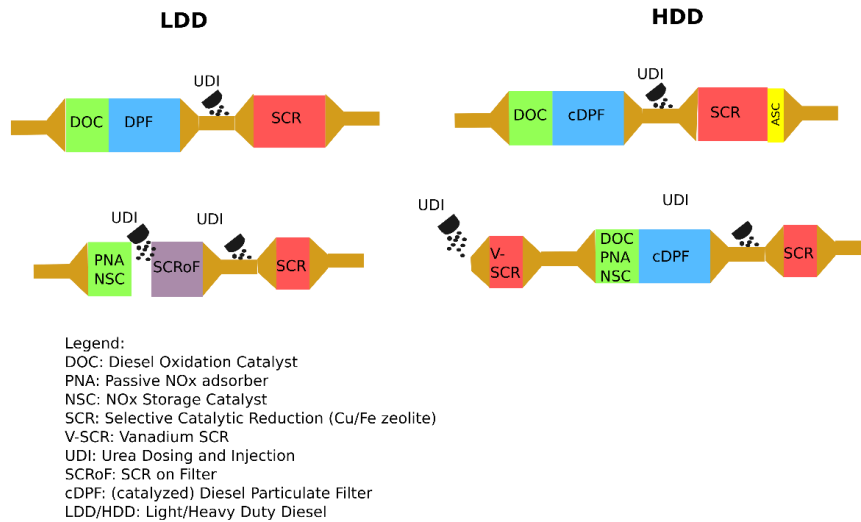 LDD
HDD
UDI
DOC
DPF
SCR
UDI
DOC
cDPF
SCR
ASC
UDI
UDI
PNA
NSC
SCRoF
SCR
UDI
UDI
V-
SCR
DOC
PNA
NSC
cDPF
SCR
Legend:
DOC: Diesel Oxidation Catalyst
PNA: Passive NOx adsorber
NSC: NOx Storage Catalyst
SCR: Selective Catalytic Reduction (Cu/Fe zeolite)
V-SCR: Vanadium SCR
UDI: Urea Dosing and Injection
SCRoF: SCR on Filter
cDPF: (catalyzed) Diesel Particulate Filter
LDD/HDD: Light/Heavy Duty Diesel